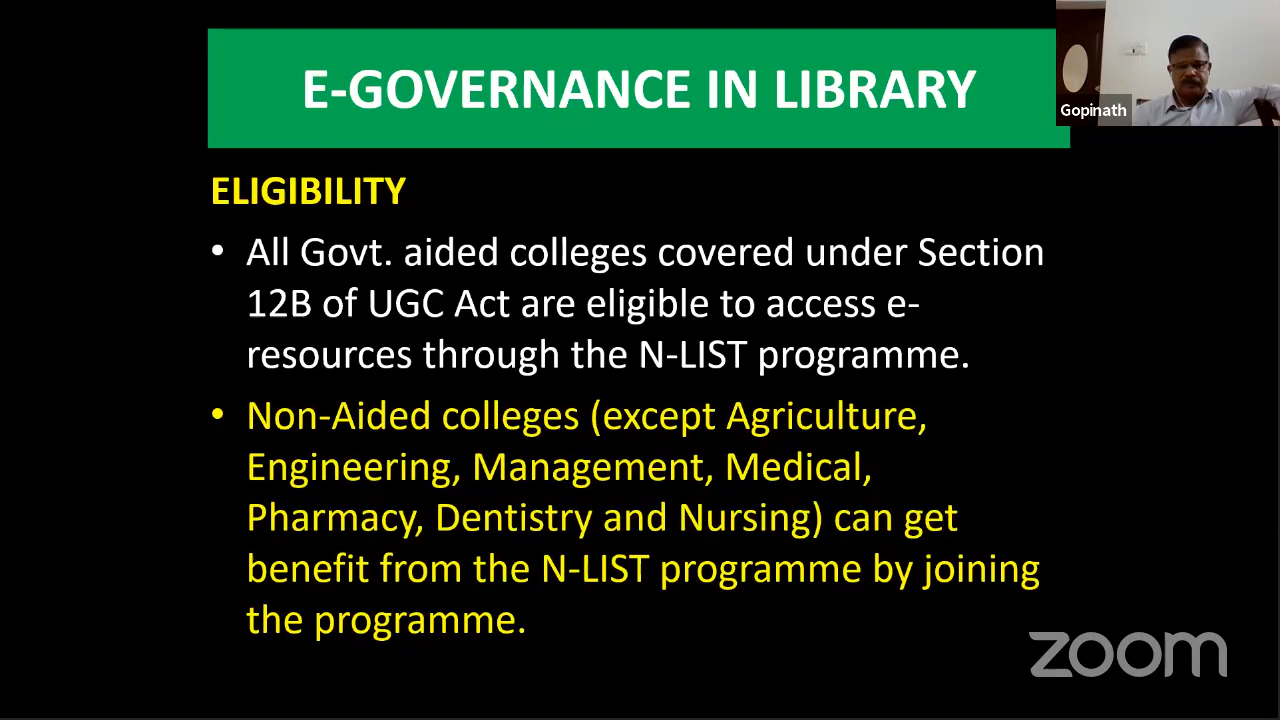 E-GOVERNANCE IN LIBRARY
Gopinath
ELIGIBILITY
• All Govt. aided colleges covered under Section
12B of UGC Act are eligible to access e-
resources through the N-LIST programme.
• Non-Aided colleges (except Agriculture,
Engineering, Management, Medical,
Pharmacy, Dentistry and Nursing) can get
benefit from the N-LIST programme by joining
the programme.
zoom